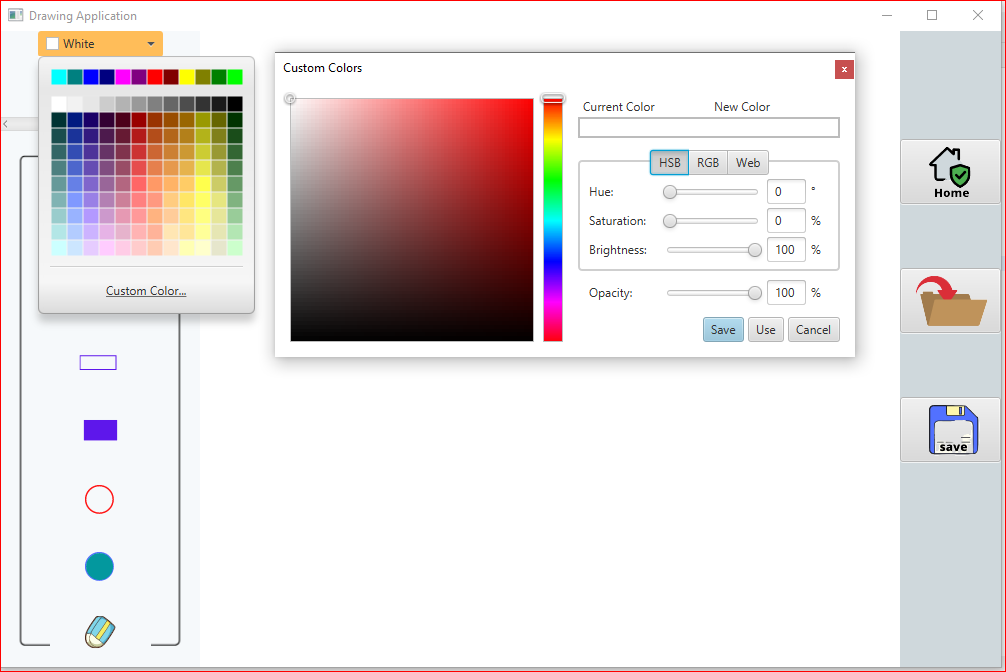 Drawing Application
White
Custom Colors
x
Current Color
New Color
HSB
RGB
Web
Hue:
0
°
Saturation:
0
%
Brightness:
100
%
Opacity:
100
%
Save
Use
Cancel
Custom Color...
Home
save